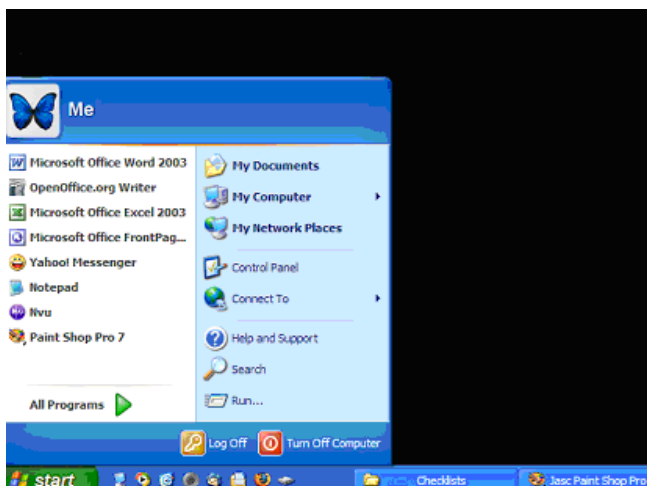 Me
Microsoft Office Word 2003
OpenOffice.org Writer
Microsoft Office Excel 2003
Microsoft Office FrontPag...
Yahoo! Messenger
Notepad
Nvu
Paint Shop Pro 7
All Programs
My Documents
My Computer
My Network Places
Control Panel
Connect To
Help and Support
Search
Run...
Log Off
Turn Off Computer
start
Checklists
Jasc Paint Shop Pro